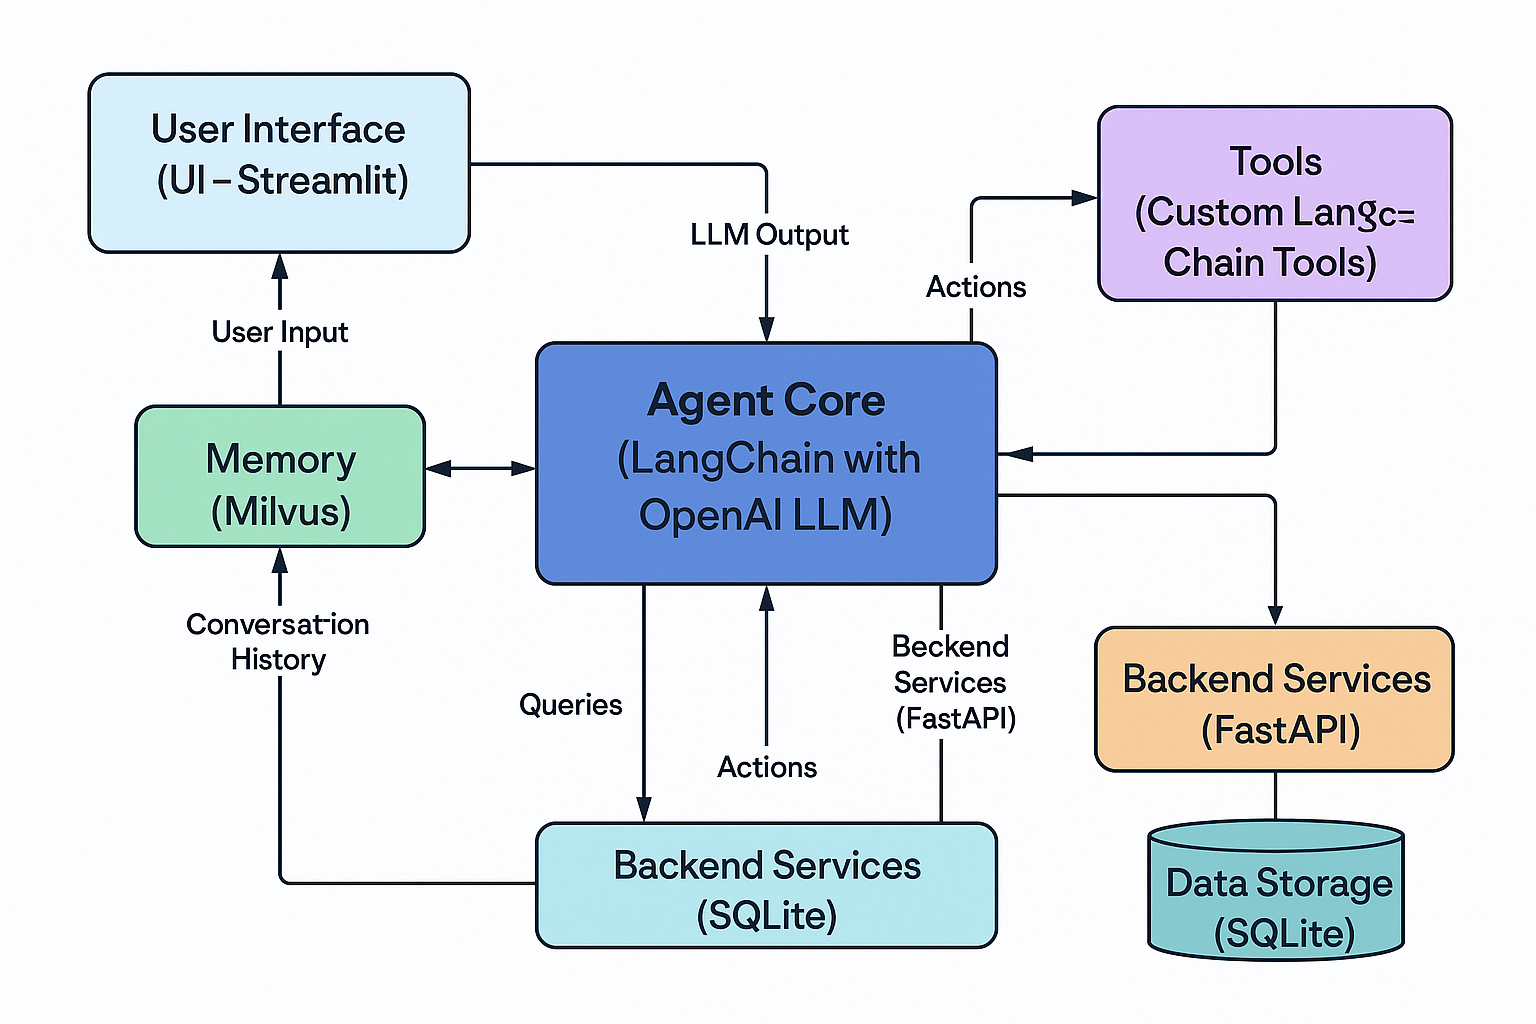 User Interface
(UI – Streamlit)
Tools
(Custom Langc=
Chain Tools)
LLM Output
Actions
User Input
Agent Core
(LangChain with
OpenAI LLM)
Memory
(Milvus)
Conversation
History
Queries
Actions
Beckend
Services
(FastAPI)
Backend Services
(FastAPI)
Backend Services
(SQLite)
Data Storage
(SQLite)